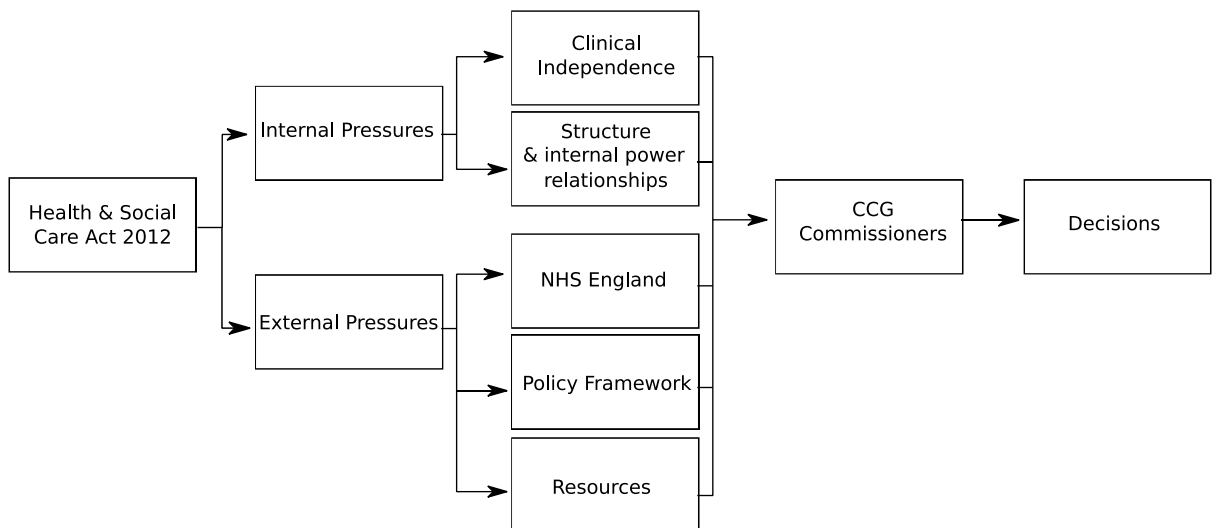 Health & Social
Care Act 2012
Internal Pressures
External Pressures
Clinical
Independence
Structure
& internal power
relationships
NHS England
Policy Framework
Resources
CCG
Commissioners
Decisions